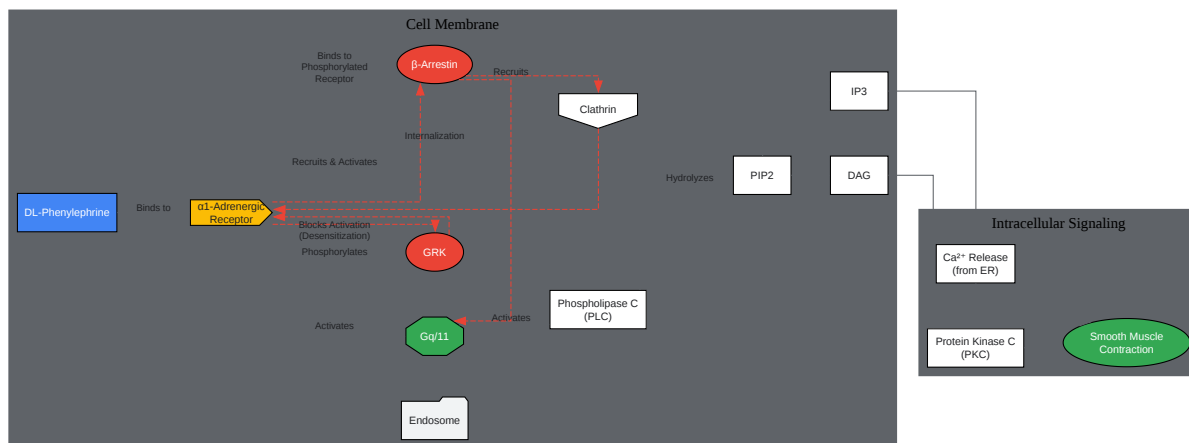 Cell Membrane
Binds to
Phosphorylated
Receptor
β-Arrestin
Recruits
Clathrin
IP3
Internalization
Recruits & Activates
Hydrolyzes
PIP2
DAG
DL-Phenylephrine
Binds to
α1-Adrenergic
Receptor
Blocks Activation
(Desensitization)
Phosphorylates
GRK
Intracellular Signaling
Ca²⁺ Release
(from ER)
Phospholipase C
(PLC)
Activates
Activates
Gq/11
Protein Kinase C
(PKC)
Smooth Muscle
Contraction
Endosome